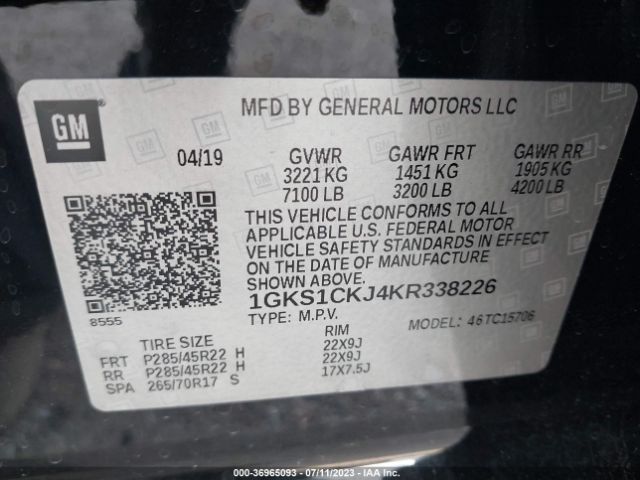 GM
MFD BY GENERAL MOTORS LLC
04/19 GVWR GAWR FRT GAWR RR
3221 KG 1451 KG 1905 KG
7100 LB 3200 LB 4200 LB
THIS VEHICLE CONFORMS TO ALL
APPLICABLE U.S. FEDERAL MOTOR
VEHICLE SAFETY STANDARDS IN EFFECT
ON THE DATE OF MANUFACTURE SHOWN
ABOVE.
1GKS1CKJ4KR338226
8555
TYPE: M.P.V. MODEL: 46TC15706
TIRE SIZE RIM
FRT P285/45R22 H 22X9J
RR P285/45R22 H 22X9J
SPA 265/70R17 S 17X7.5J
000-36965093 - 07/11/2023 - IAA Inc.